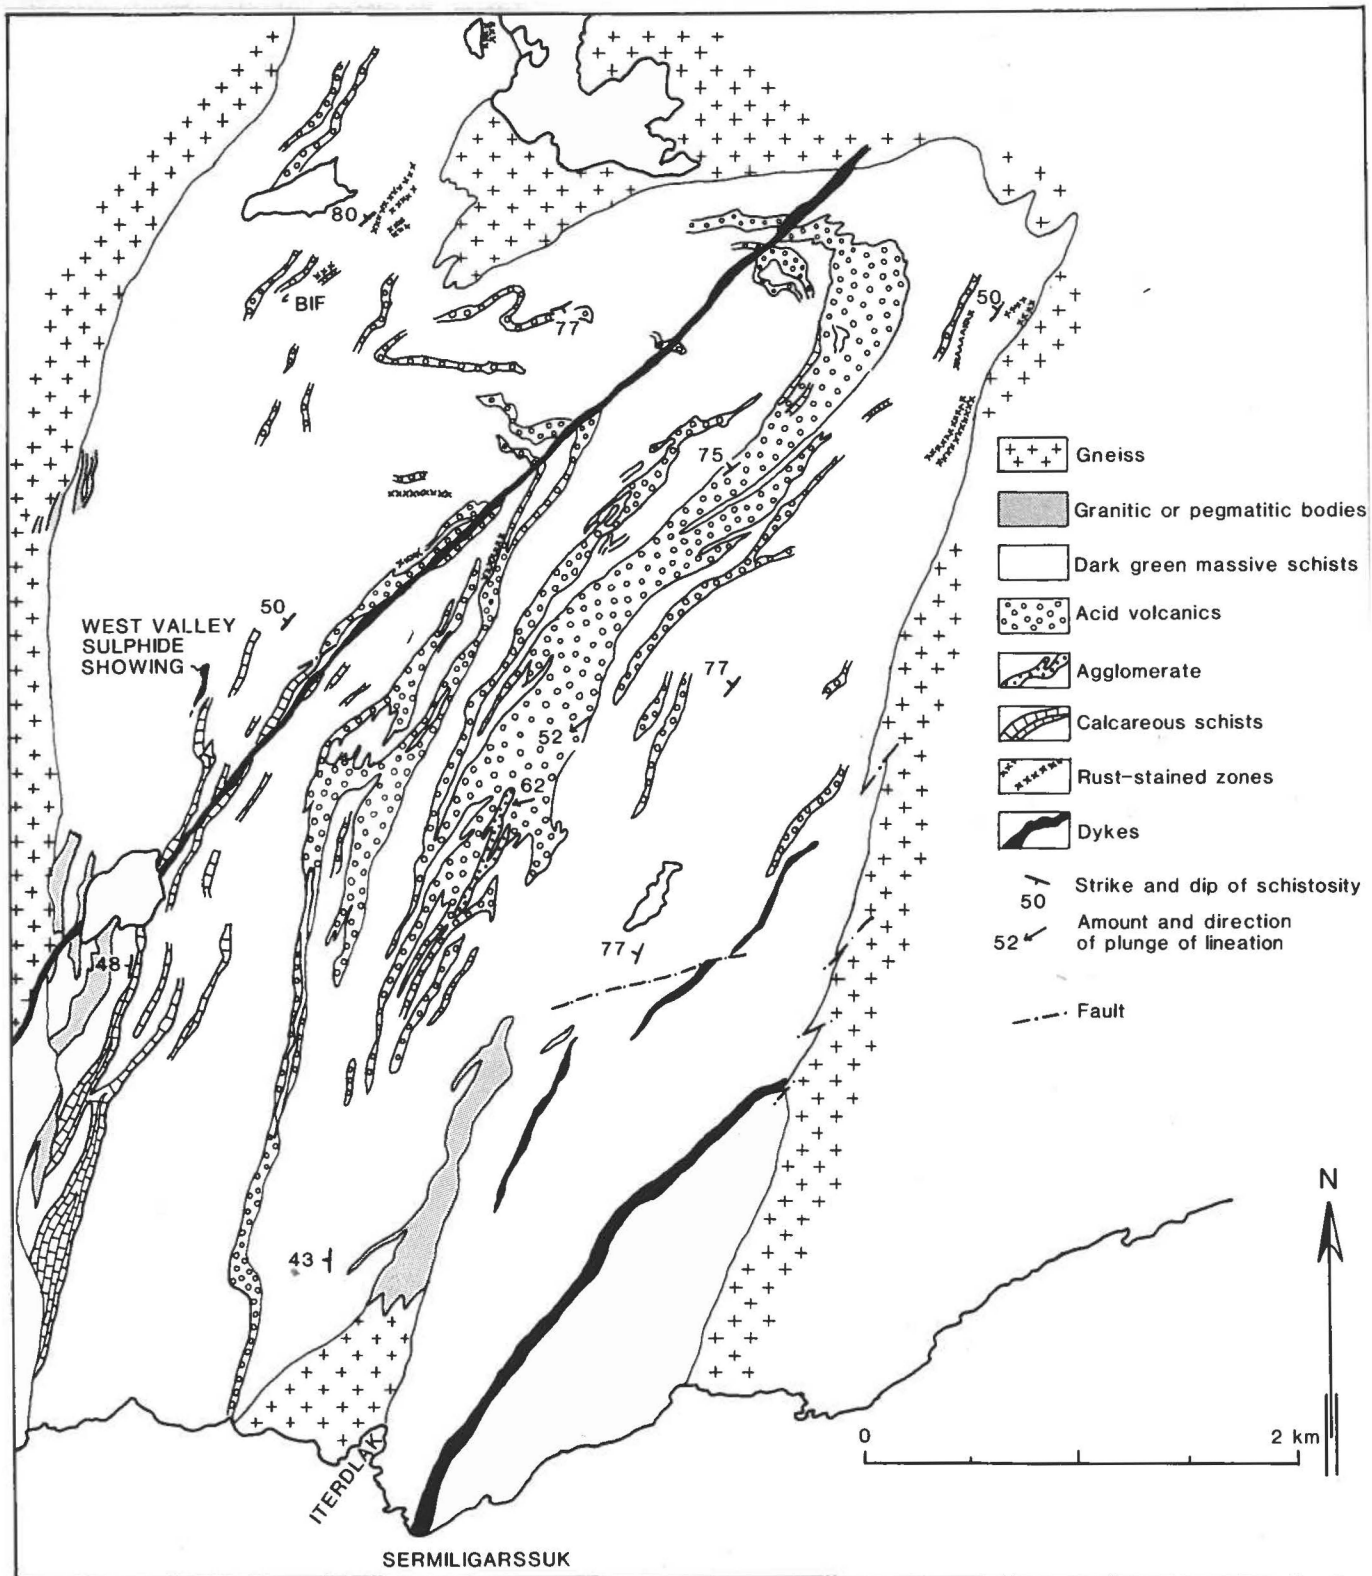 80
BIF
77
50
75
50
WEST VALLEY
SULPHIDE
SHOWING
77
52
62
77
48
43
Gneiss
Granitic or pegmatitic bodies
Dark green massive schists
Acid volcanics
Agglomerate
Calcareous schists
Rust-stained zones
Dykes
50
Strike and dip of schistosity
52
Amount and direction
of plunge of lineation
Fault
N
0
2 km
ITERDLAK
SERMILIGARSSUK